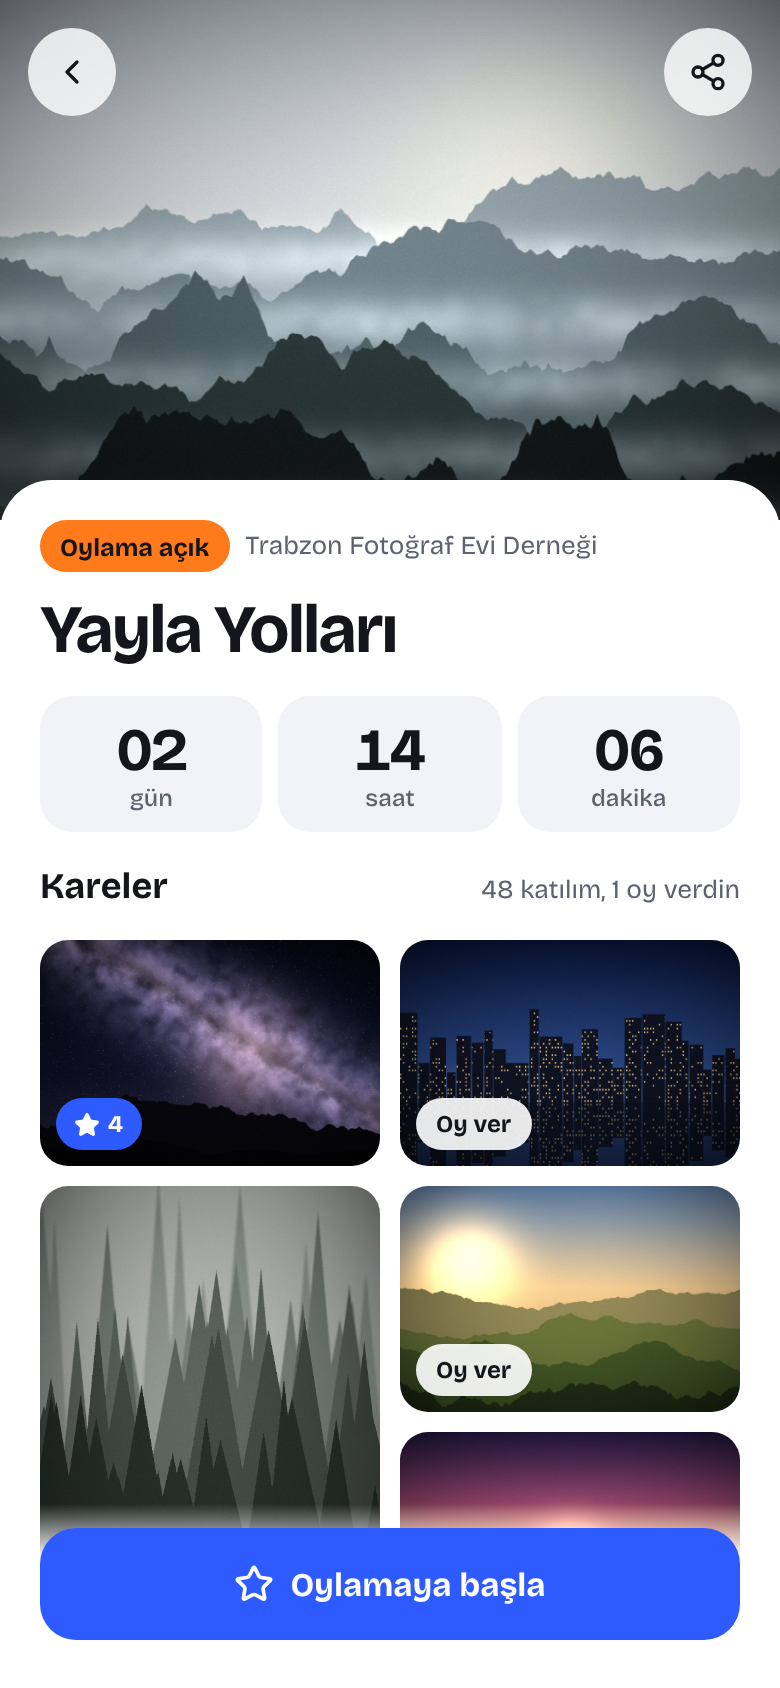 Oylama açık
Trabzon Fotoğraf Evi Derneği
Yayla Yolları
02
gün
14
saat
06
dakika
Kareler
48 katılım, 1 oy verdin
4
Oy ver
Oy ver
Oylamaya başla